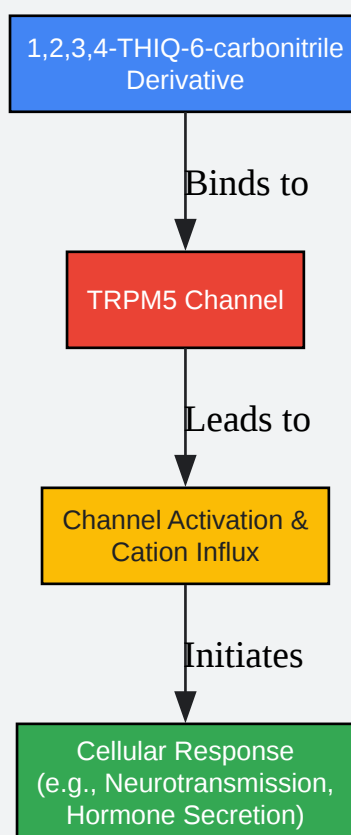 1,2,3,4-THIQ-6-carbonitrile
Derivative
Binds to
TRPM5 Channel
Leads to
Channel Activation &
Cation Influx
Initiates
Cellular Response
(e.g., Neurotransmission,
Hormone Secretion)